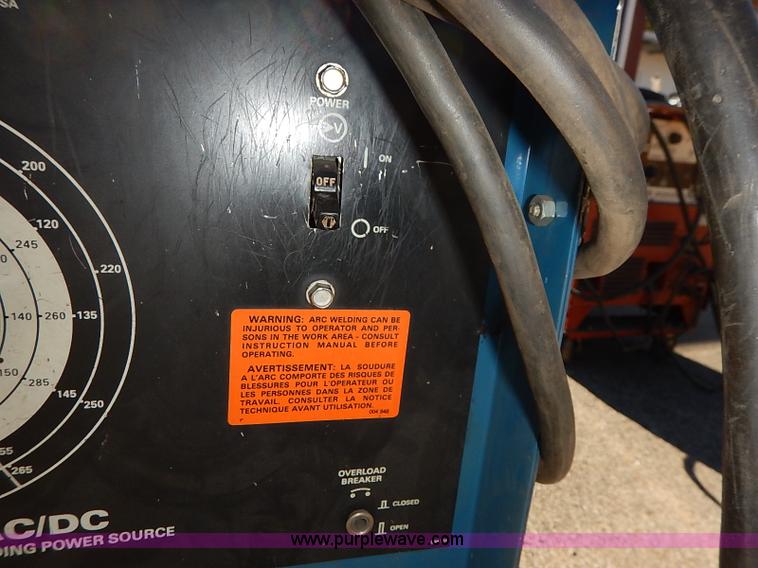 SA
POWER
V
ON
OFF
OFF
200
120
245
220
140
260
135
150
285
145
250
55
265
WARNING: ARC WELDING CAN BE
INJURIOUS TO OPERATOR AND PER-
SONS IN THE WORK AREA - CONSULT
INSTRUCTION MANUAL BEFORE
OPERATING.
AVERTISSEMENT: LA SOUDURE
A L'ARC COMPORTE DES RISQUES DE
BLESSURES POUR L'OPERATEUR OU
LES PERSONNES DANS LA ZONE DE
TRAVAIL. CONSULTER LA NOTICE
TECHNIQUE AVANT UTILISATION.
OVERLOAD
BREAKER
CLOSED
OPEN
AC/DC
DING POWER SOURCE
www.purplewave.com